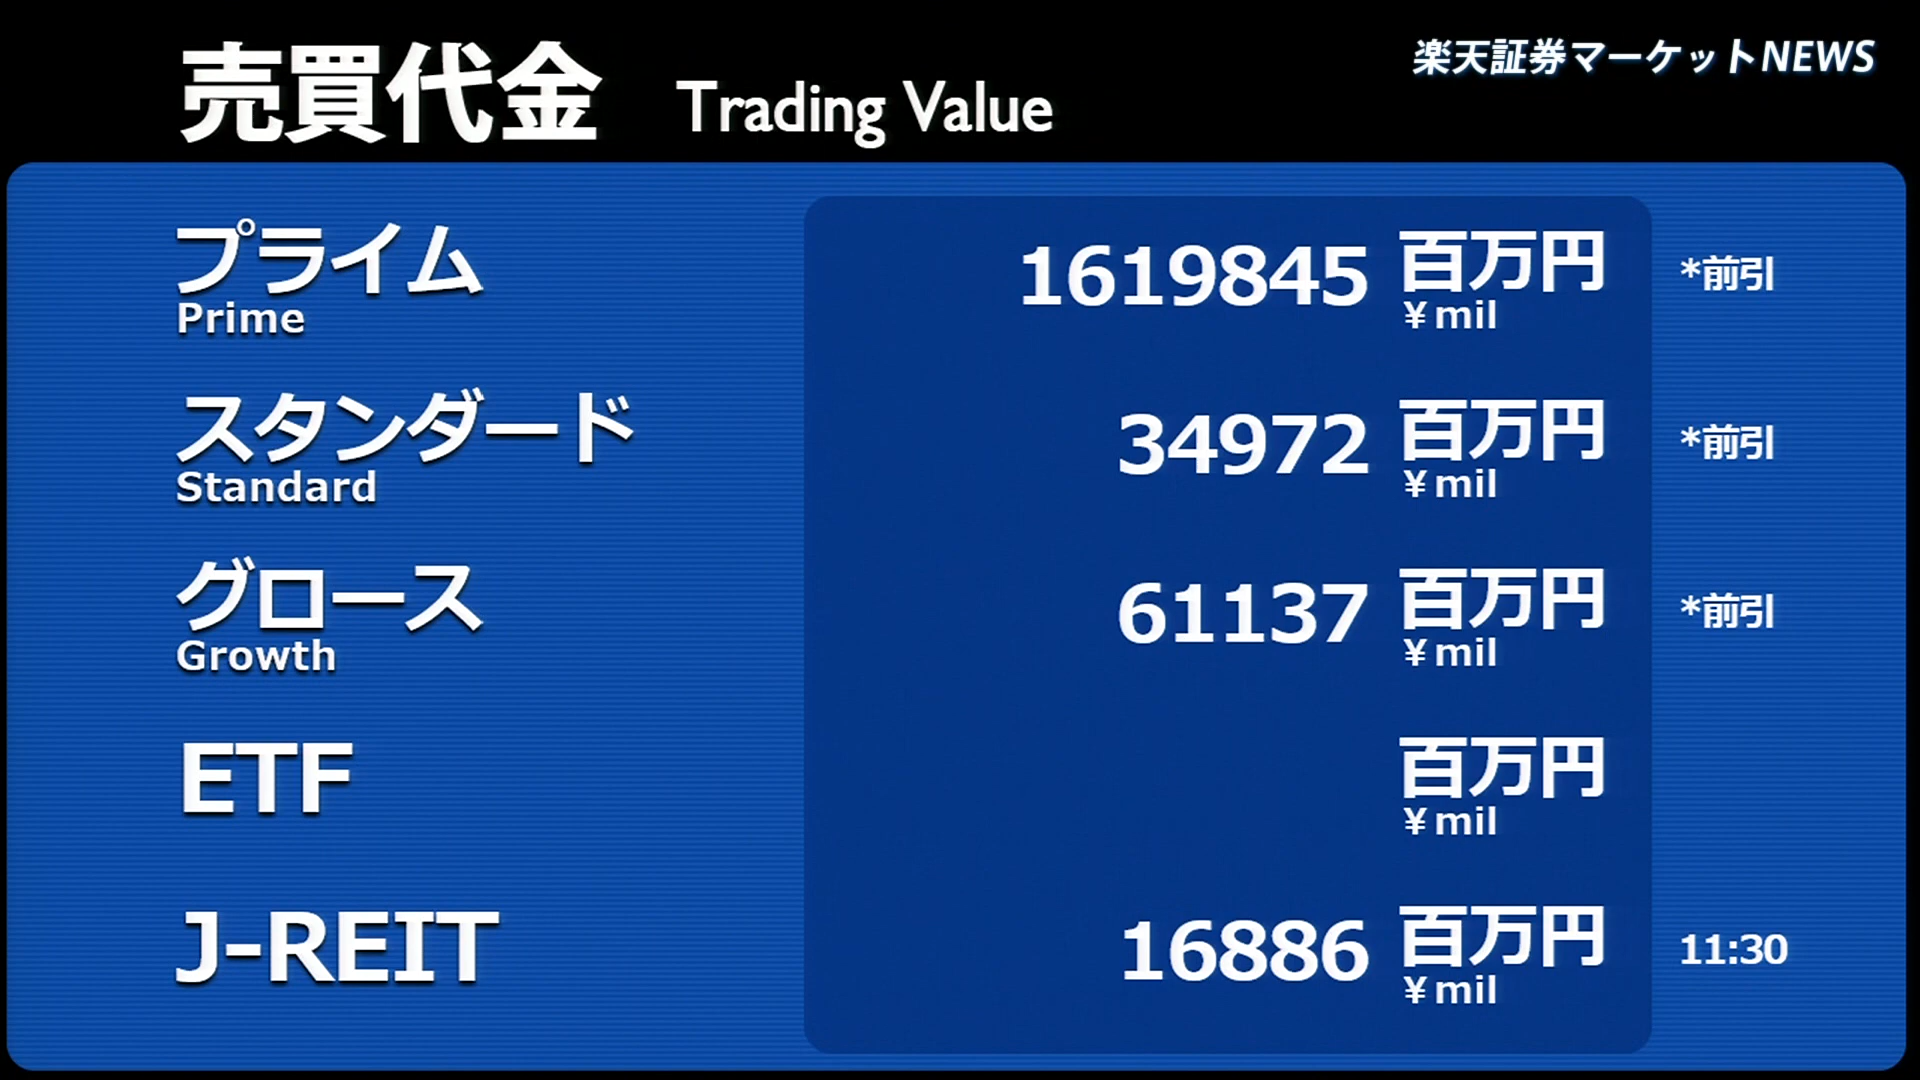 売買代金 Trading Value
楽天証券マーケットNEWS
プライム 1619845 百万円 *前引
Prime ¥mil
スタンダード 34972 百万円 *前引
Standard ¥mil
グロース 61137 百万円 *前引
Growth ¥mil
ETF 百万円
¥mil
J-REIT 16886 百万円 11:30
¥mil